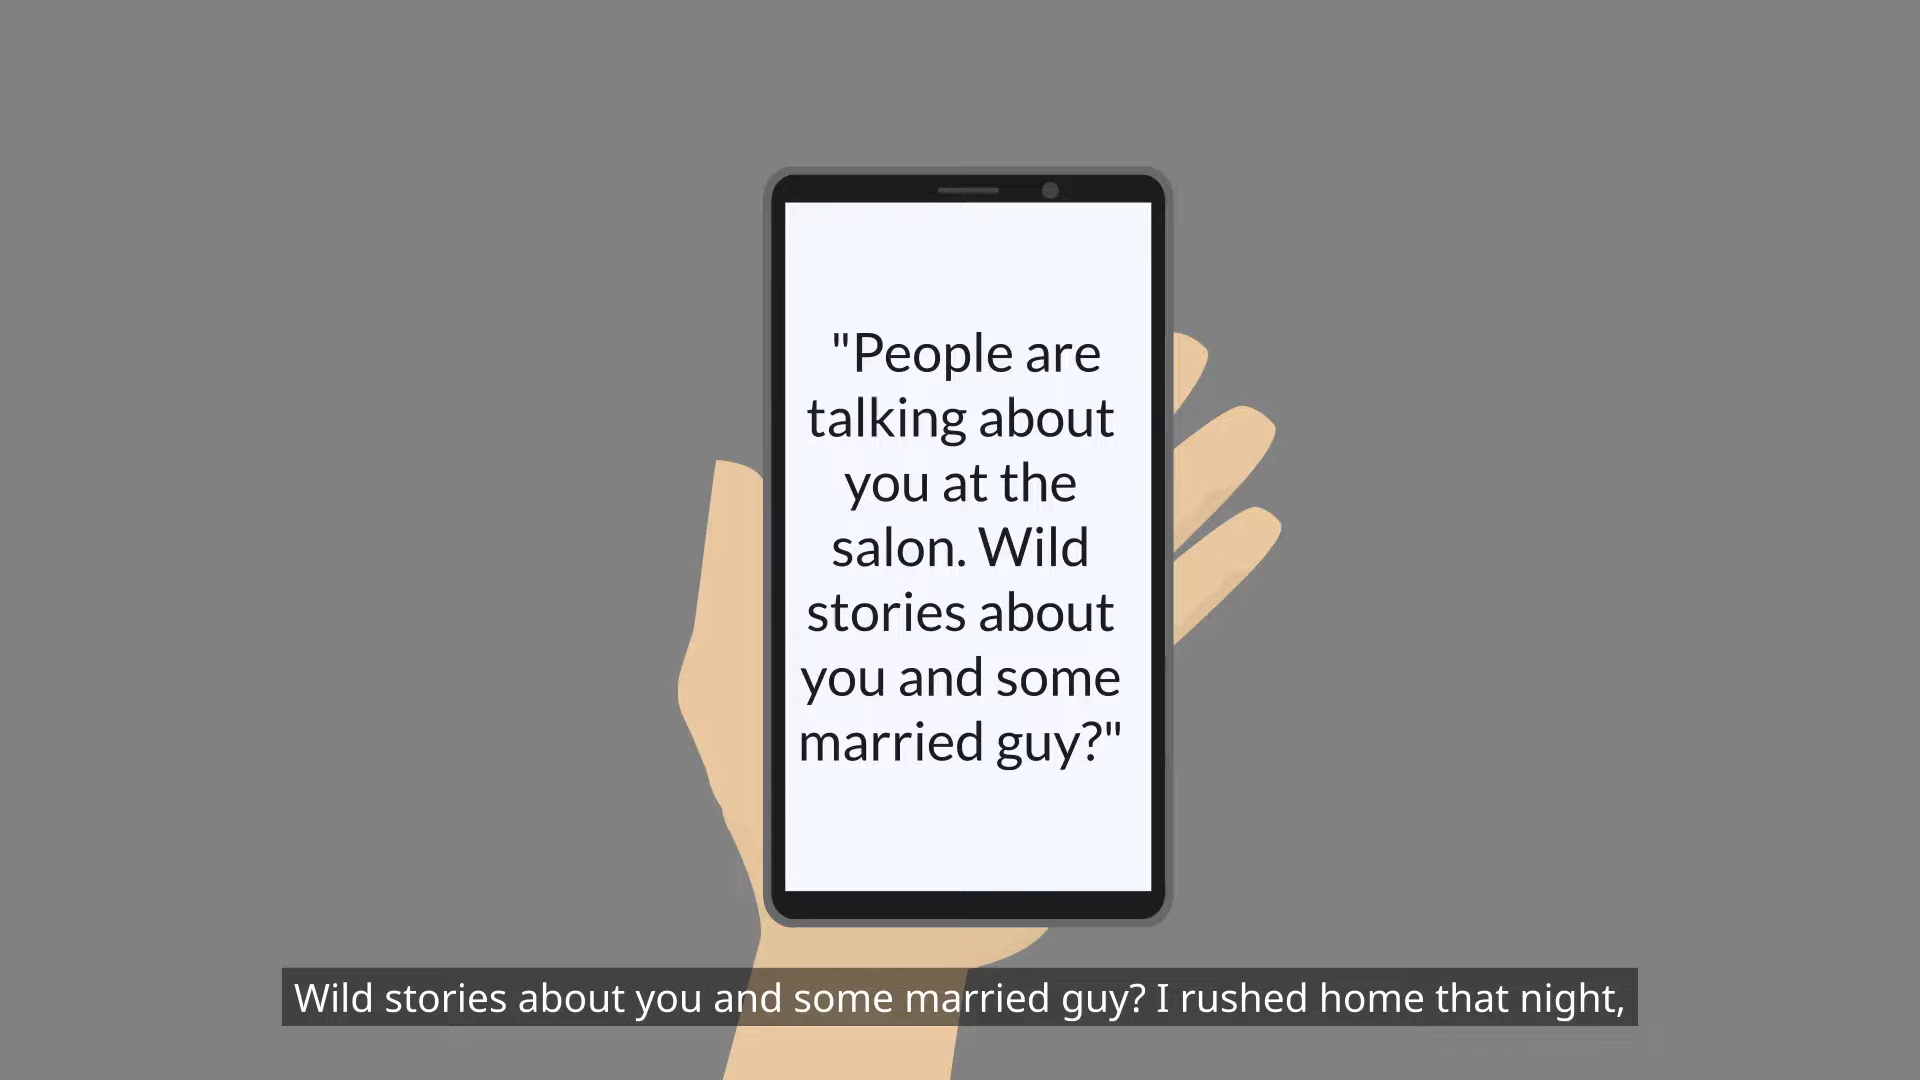 "People are
talking about
you at the
salon. Wild
stories about
you and some
married guy?"
Wild stories about you and some married guy? I rushed home that night,